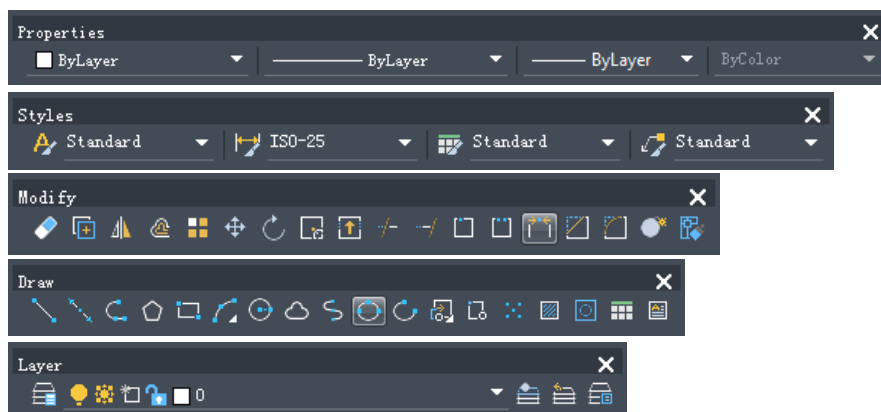 Properties
ByLayer ByLayer ByLayer ByColor
Styles
Standard ISO-25 Standard Standard
Modify
Draw
Layer
0